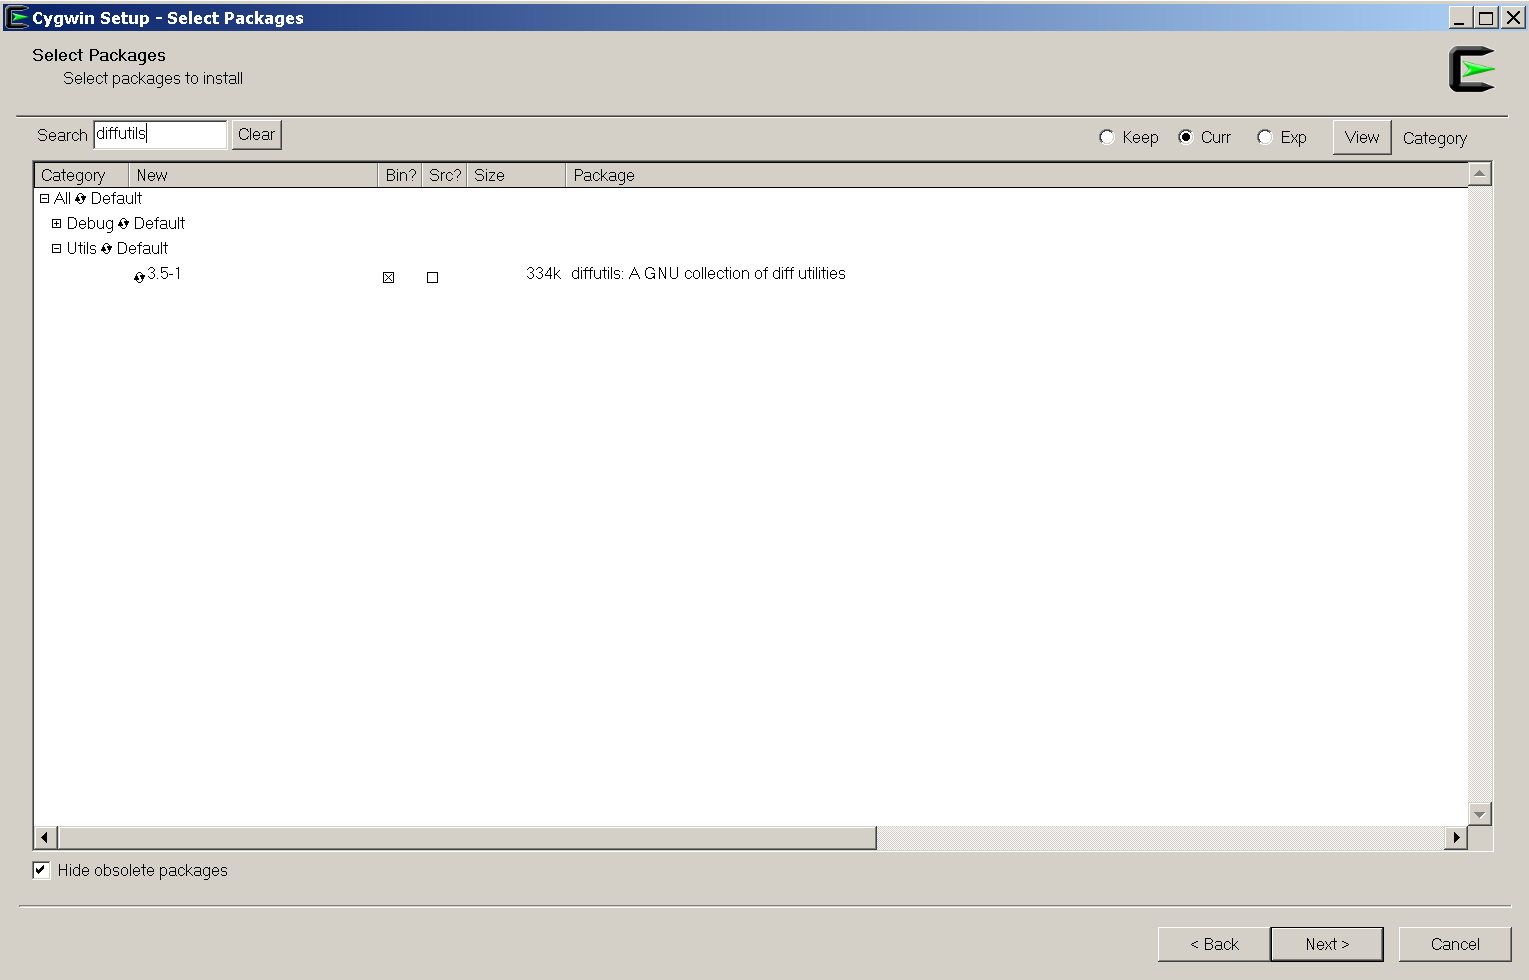 Cygwin Setup - Select Packages
Select Packages
Select packages to install
Search diffutils Clear Keep Curr Exp View Category
Category New Bin? Src? Size Package
All Default
Debug Default
Utils Default
3.5-1 334k diffutils: A GNU collection of diff utilities
Hide obsolete packages
< Back Next > Cancel